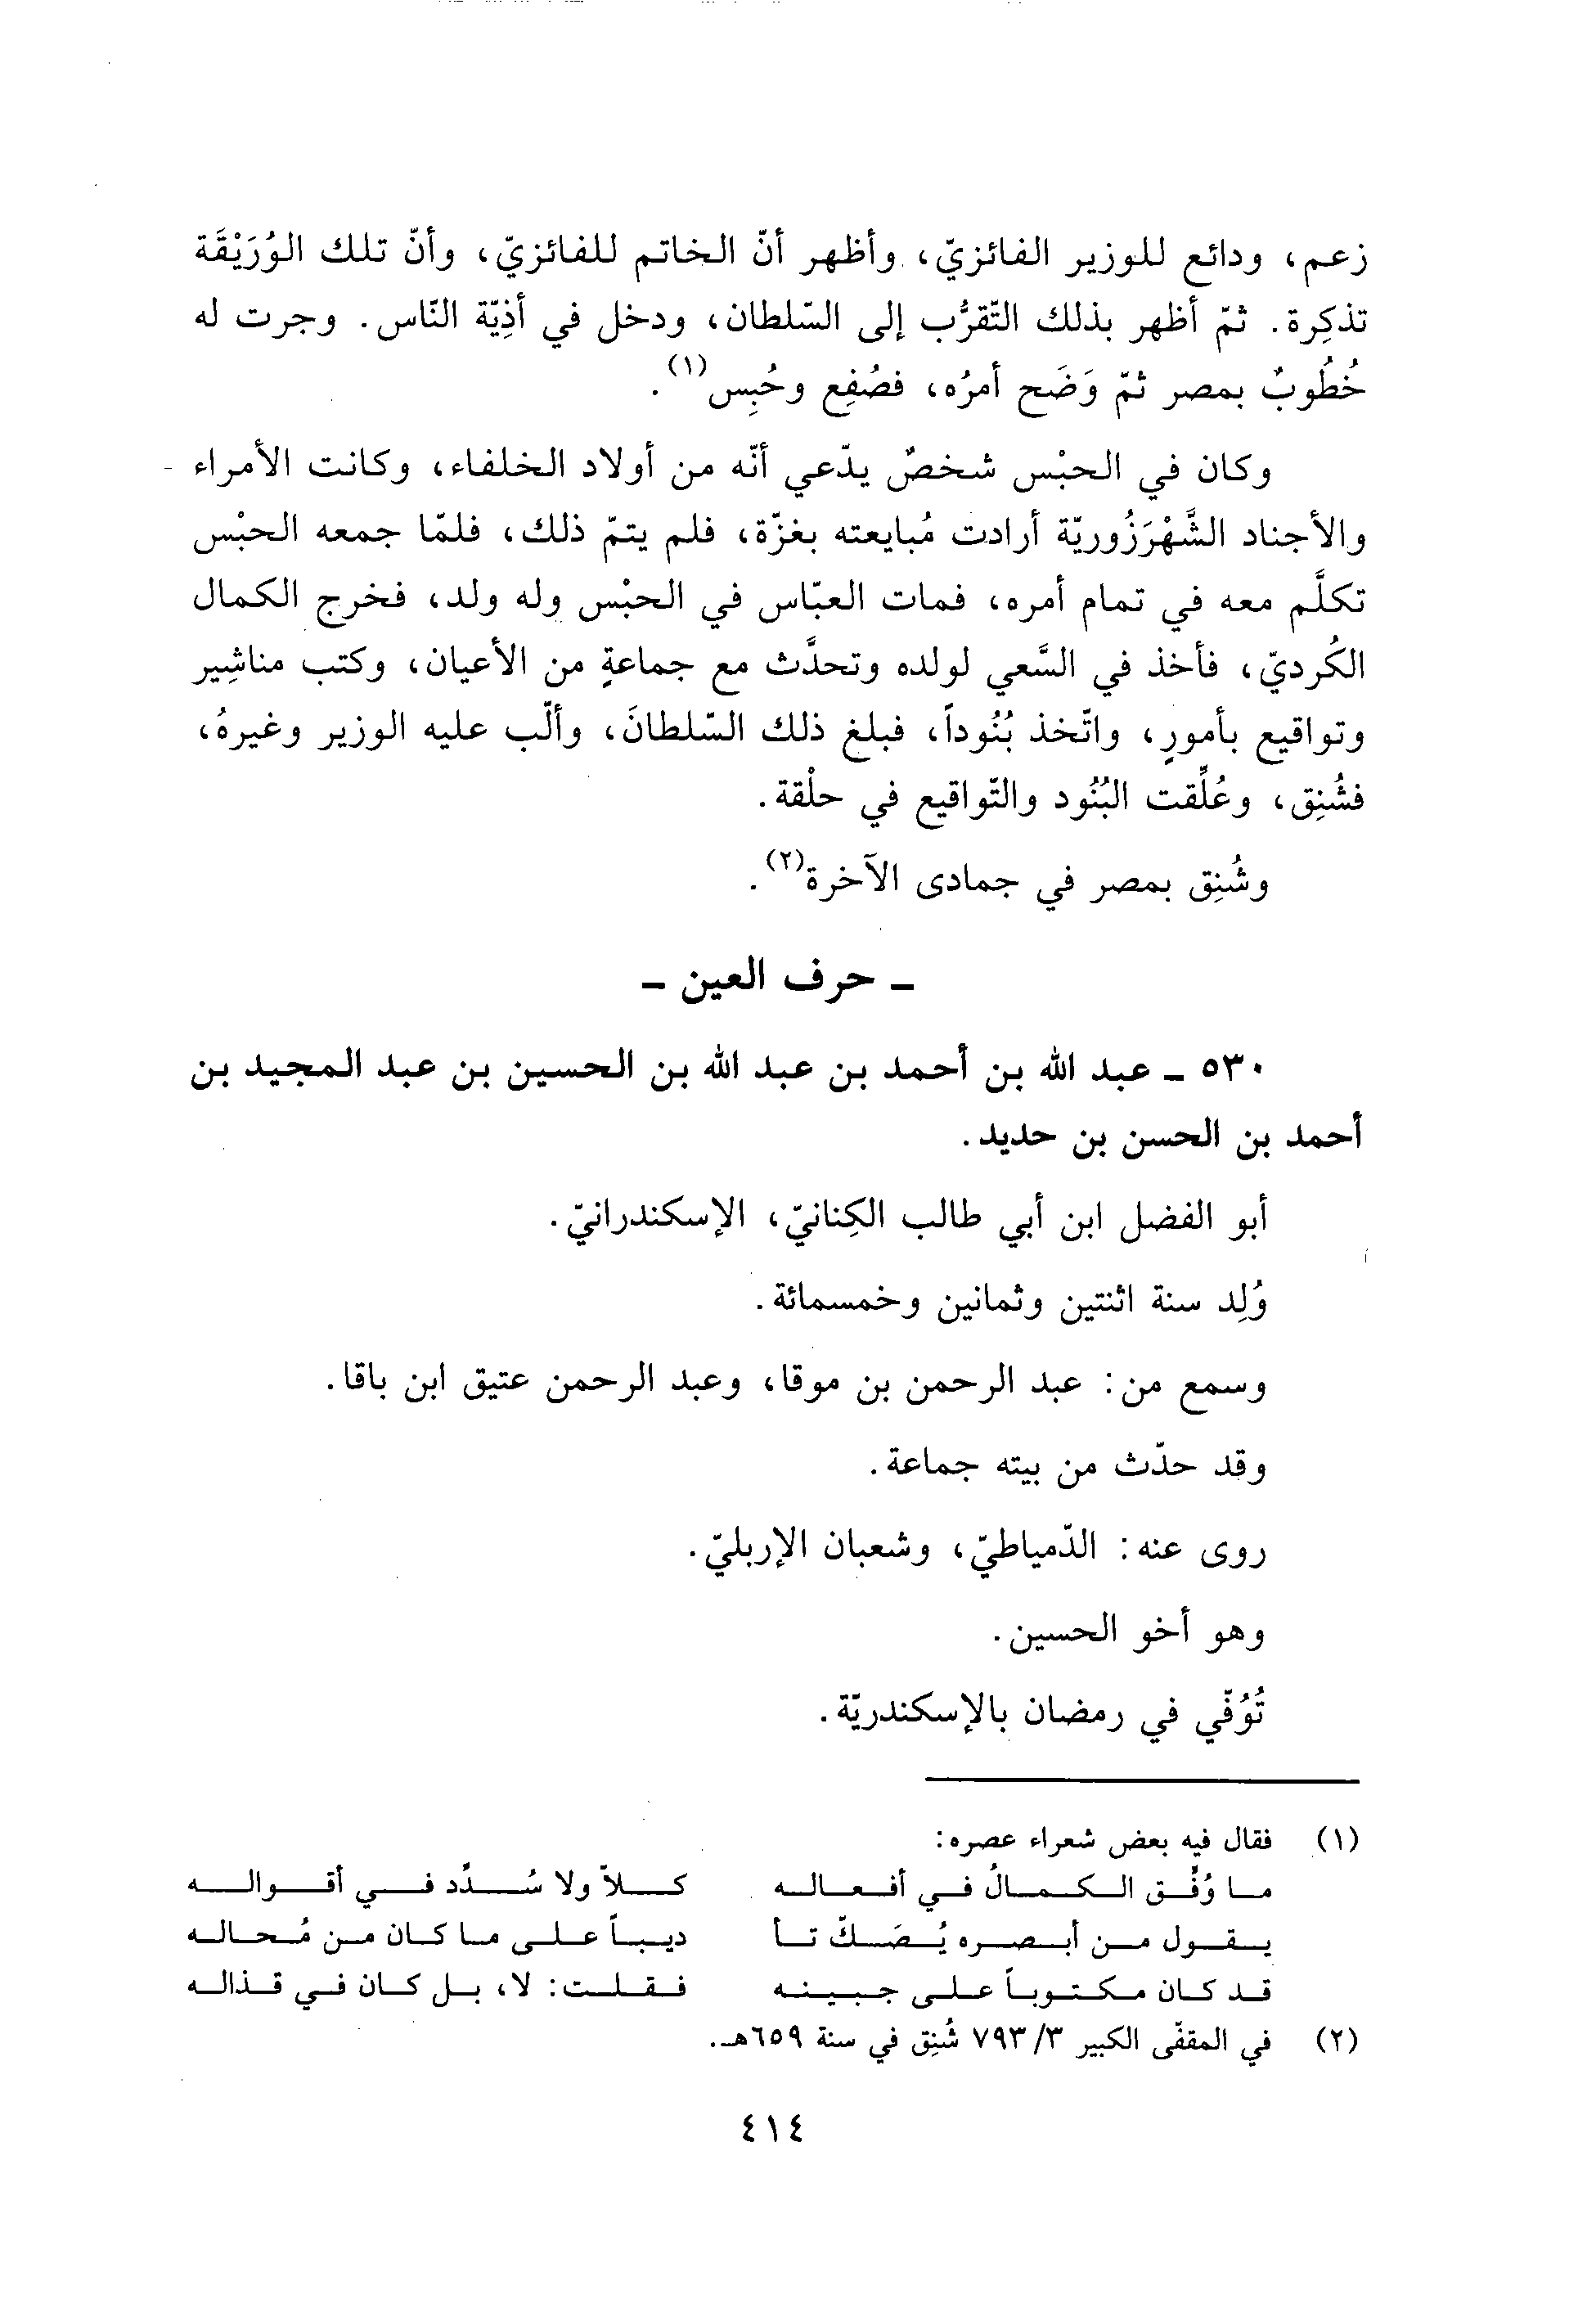 زعم، ودائع للوزير الفائزيّ، وأظهر أنّ الخاتم للفائزيّ، وأنّ تلك الوُرَيْقَة
تذكِرة. ثمّ أظهر بذلك التّقرُّب إلى السّلطان، ودخل في أذِيّة النّاس. وجرت له
خُطُوبٌ بمصر ثمّ وَضَح أمرُه، فصُفِع وحُبِس(١).
وكان في الحبْس شخصٌ يدّعي أنّه من أولاد الخلفاء، وكانت الأمراء
والأجناد الشَّهْرَزُوريّة أرادت مُبايعته بغزّة، فلم يتمّ ذلك، فلمّا جمعه الحبْس
تكلَّم معه في تمام أمره، فمات العبّاس في الحبْس وله ولد، فخرج الكمال
الكُرديّ، فأخذ في السَّعي لولده وتحدَّث مع جماعةٍ من الأعيان، وكتب مناشِير
وتواقيع بأمورٍ، واتّخذ بُنُوداً، فبلغ ذلك السّلطانَ، وألّب عليه الوزير وغيرهُ،
فشُنِق، وعُلِّقت البُنُود والتّواقيع في حلْقة.
وشُنِق بمصر في جمادى الآخرة(٢).
ـ حرف العين ـ
٥٣٠ ـ عبد الله بن أحمد بن عبد الله بن الحسين بن عبد المجيد بن
أحمد بن الحسن بن حديد.
أبو الفضل ابن أبي طالب الكِنانيّ، الإسكندرانيّ.
وُلِد سنة اثنتين وثمانين وخمسمائة.
وسمع من: عبد الرحمن بن موقا، وعبد الرحمن عتيق ابن باقا.
وقد حدّث من بيته جماعة.
روى عنه: الدّمياطيّ، وشعبان الإربليّ.
وهو أخو الحسين.
تُوُفّي في رمضان بالإسكندريّة.
(١) فقال فيه بعض شعراء عصره:
ما وُفِّق الكمالُ في أفعاله كلاّ ولا سُدِّد في أقواله
يقول من أبصره يُصَكّ تأ ديباً على ما كان من مُحاله
قد كان مكتوباً على جبينه فقلت: لا، بل كان في قذاله
(٢) في المقفّى الكبير ٧٩٣/٣ شُنِق في سنة ٦٥٩هـ.
٤١٤